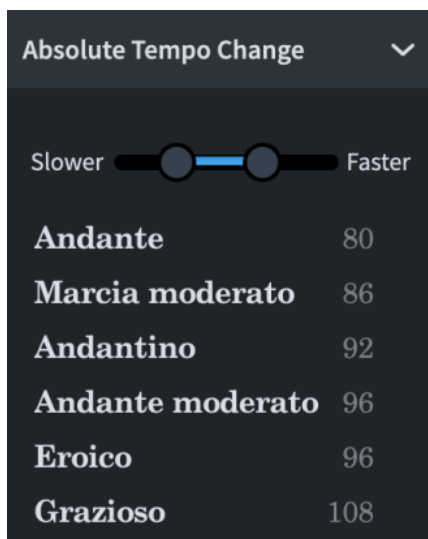 Absolute Tempo Change
Slower Faster
Andante 80
Marcia moderato 86
Andantino 92
Andante moderato 96
Eroico 96
Grazioso 108